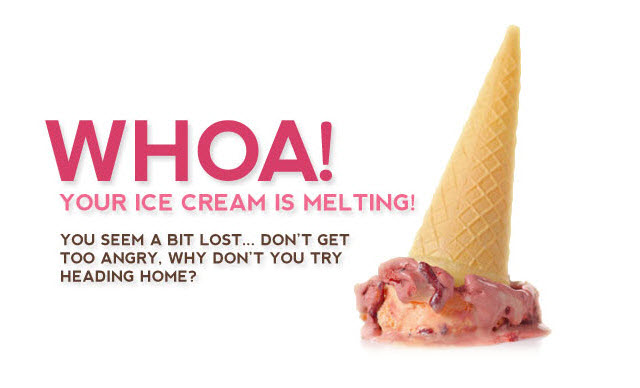 WHOA!
YOUR ICE CREAM IS MELTING!
YOU SEEM A BIT LOST... DON'T GET
TOO ANGRY, WHY DON'T YOU TRY
HEADING HOME?